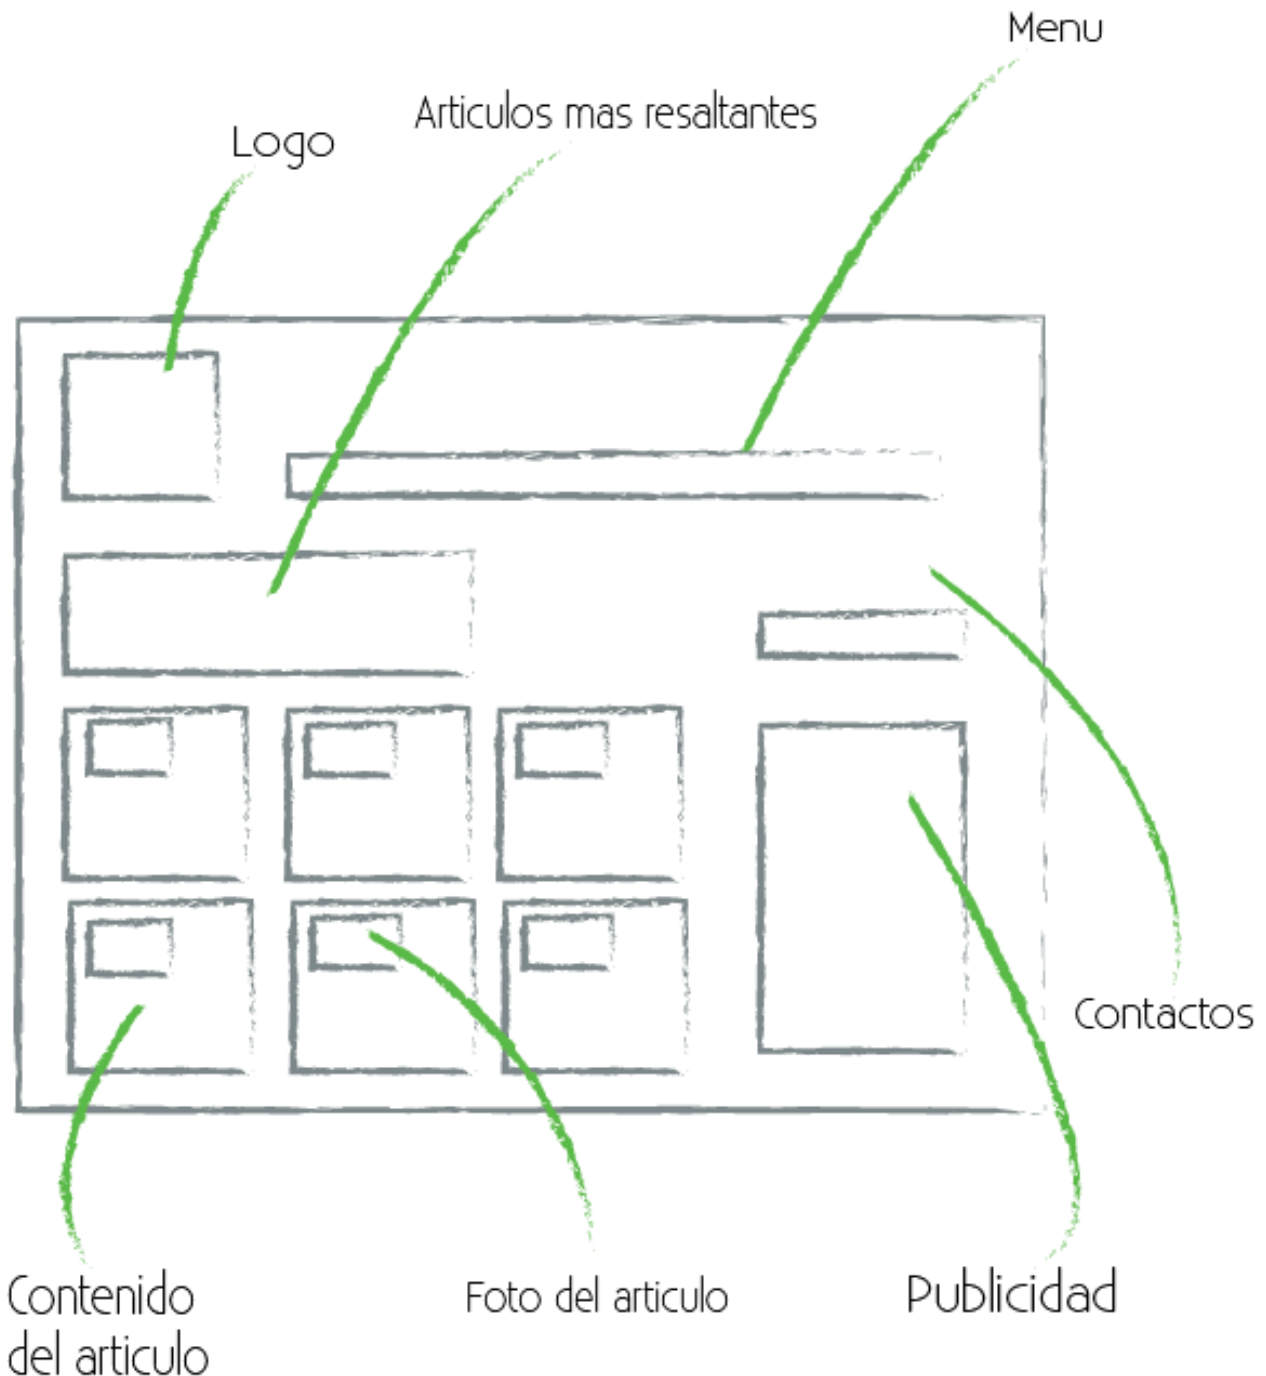 Menu
Articulos mas resaltantes
Logo
Contactos
Contenido
del articulo
Foto del articulo
Publicidad